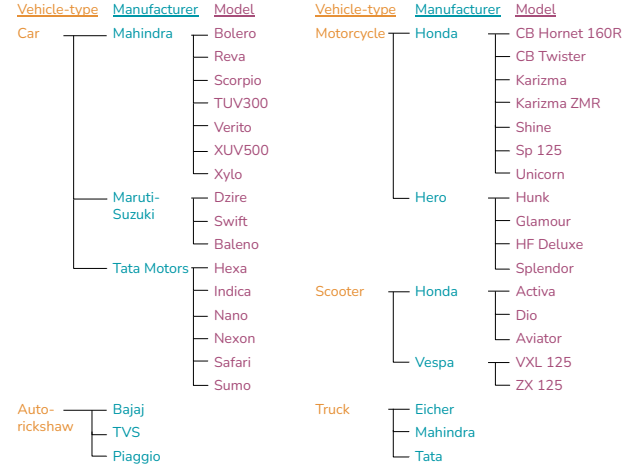 Vehicle-type Manufacturer Model
Car Mahindra Bolero
Reva
Scorpio
TUV300
Verito
XUV500
Xylo
Maruti-
Suzuki
Dzire
Swift
Baleno
Tata Motors Hexa
Indica
Nano
Nexon
Safari
Sumo
Auto-
rickshaw
Bajaj
TVS
Piaggio
Vehicle-type Manufacturer Model
Motorcycle Honda CB Hornet 160R
CB Twister
Karizma
Karizma ZMR
Shine
Sp 125
Unicorn
Hero Hunk
Glamour
HF Deluxe
Splendor
Scooter Honda Activa
Dio
Aviator
Vespa VXL 125
ZX 125
Truck Eicher
Mahindra
Tata